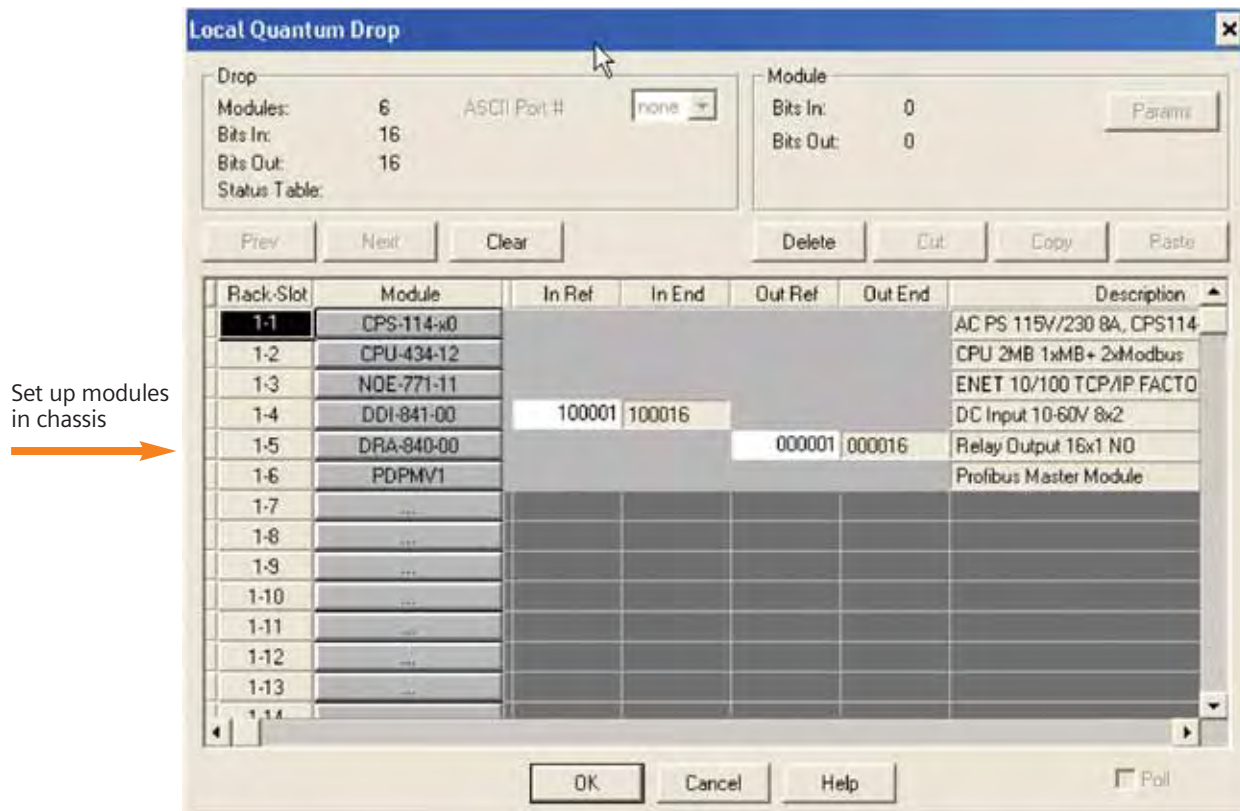 Local Quantum Drop
Drop
Modules: 6 ASCII Port # none
Bits In: 16
Bits Out: 16
Status Table:
Module
Bits In: 0
Bits Out: 0
Params
Prev Next Clear Delete Cut Copy Paste
Rack-Slot Module In Ref In End Out Ref Out End Description
1-1 CPS-114-x0 AC PS 115V/230 8A, CPS114-
1-2 CPU-434-12 CPU 2MB 1xMB+ 2xModbus
1-3 NOE-771-11 ENET 10/100 TCP/IP FACTO
1-4 DDI-841-00 100001 100016 DC Input 10-60V 8x2
1-5 DRA-840-00 000001 000016 Relay Output 16x1 NO
1-6 PDPMV1 Profibus Master Module
1-7 ...
1-8 ...
1-9 ...
1-10 ...
1-11 ...
1-12 ...
1-13 ...
1-14
Set up modules
in chassis
OK Cancel Help Poll